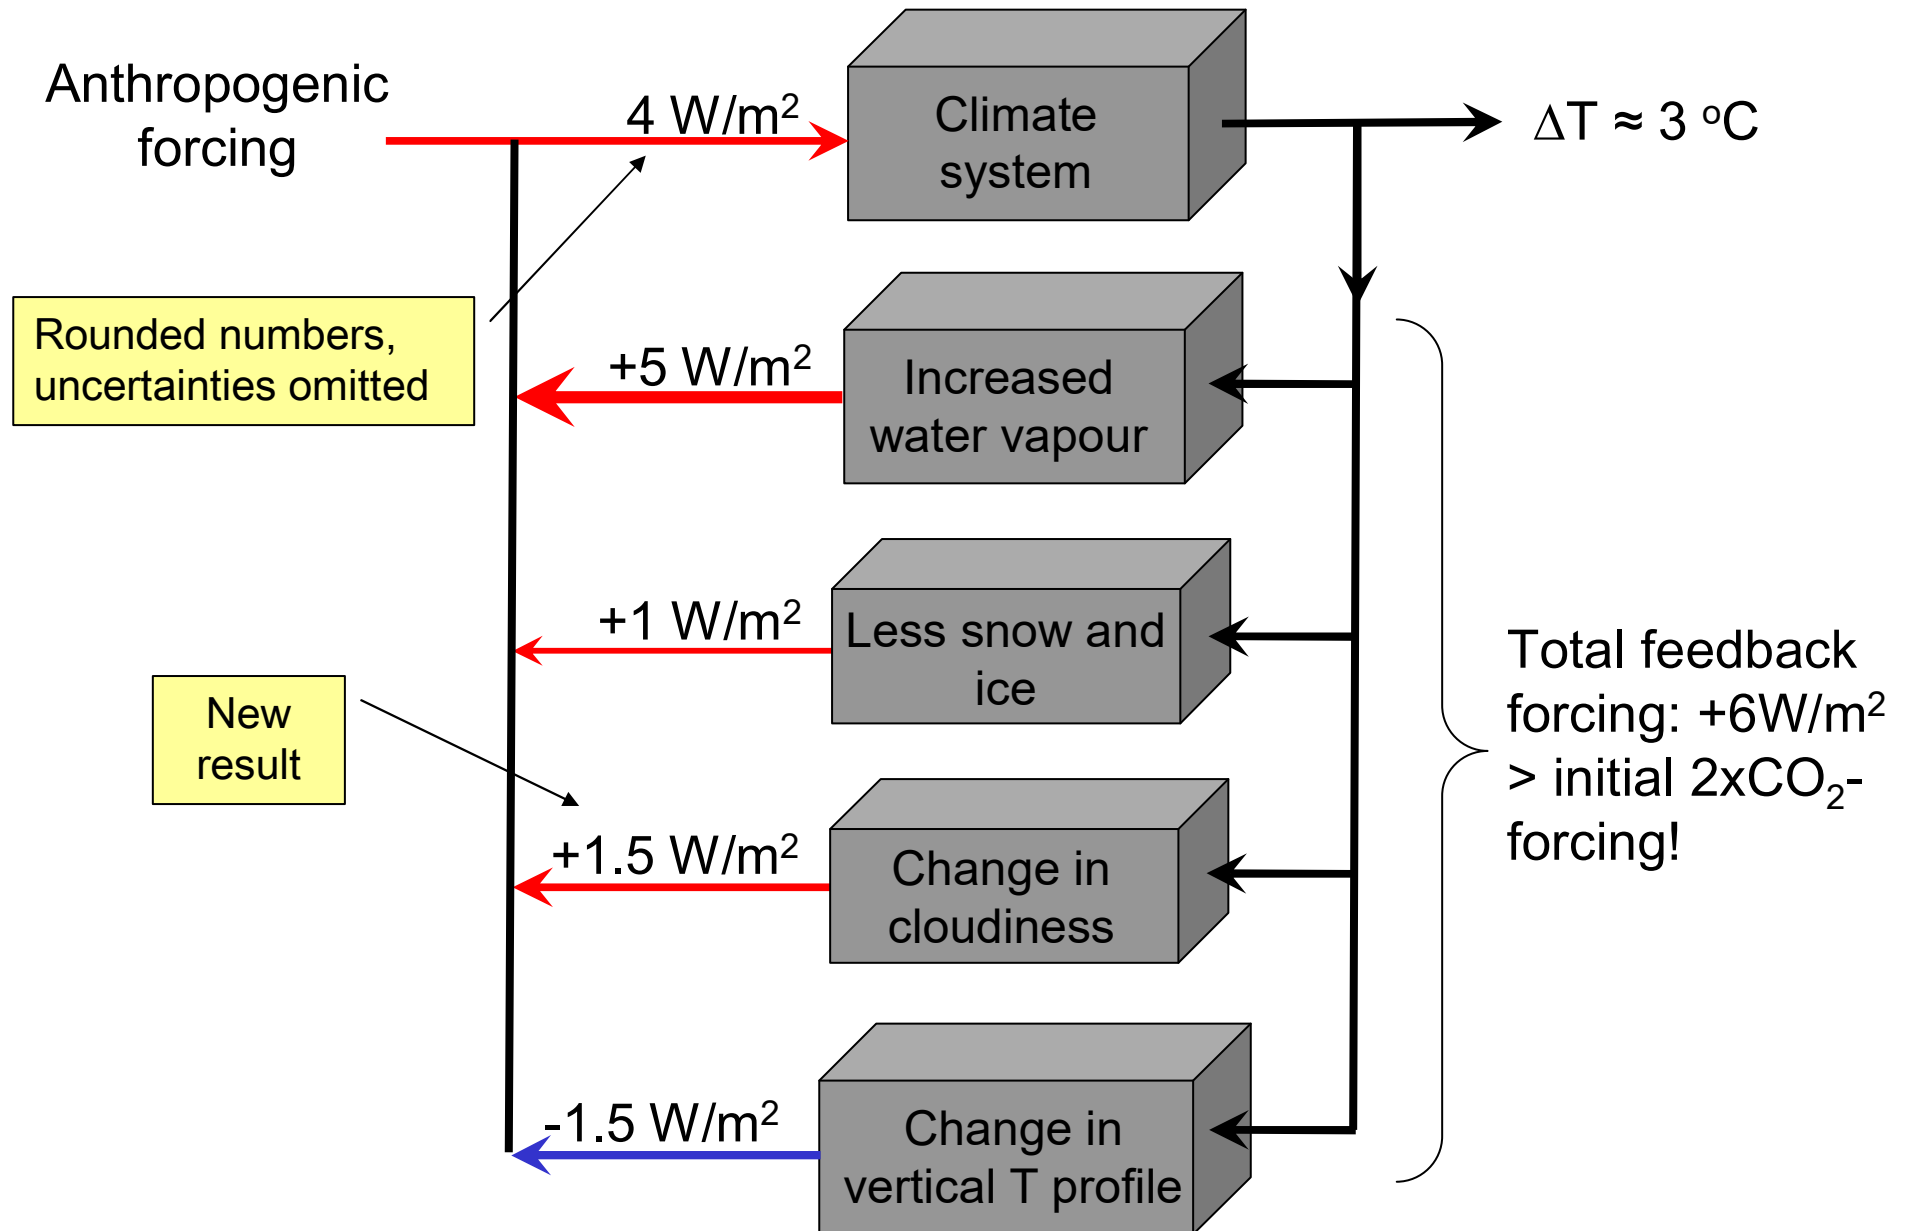 Anthropogenic
forcing
4 W/m²
Climate
system
ΔT ≈ 3 ºC
Rounded numbers,
uncertainties omitted
+5 W/m²
Increased
water vapour
+1 W/m²
Less snow and
ice
Total feedback
forcing: +6W/m²
> initial 2xCO₂-
forcing!
New
result
+1.5 W/m²
Change in
cloudiness
-1.5 W/m²
Change in
vertical T profile